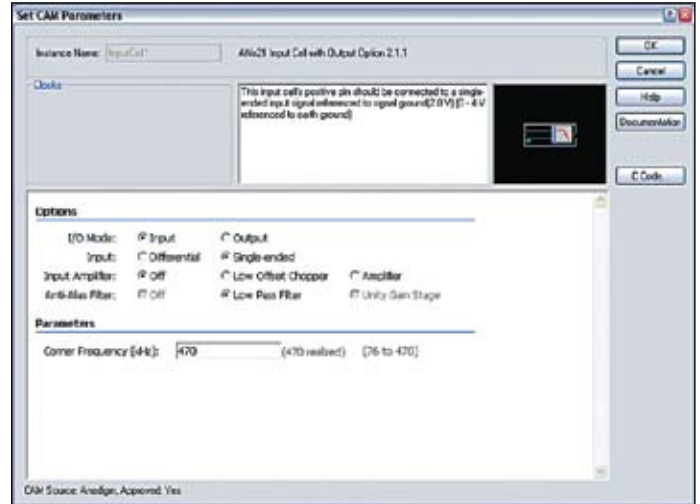 Set CAM Parameters
Instance Name: InputCell1
ANx21 Input Cell with Output Option 2.1.1
OK
Cancel
Help
Documentation
C Code...
Clocks
This input cell's positive pin should be connected to a single-
ended input signal referenced to signal ground(2.0 V) (0 - 4 V
referenced to earth ground)
Options
I/O Mode: Input Output
Input: Differential Single-ended
Input Amplifier: Off Low Offset Chopper Amplifier
Anti-Alias Filter: Off Low Pass Filter Unity Gain Stage
Parameters
Corner Frequency [kHz]: 470 (470 realized) [76 to 470]
CAM Source: Anadigm, Approved: Yes